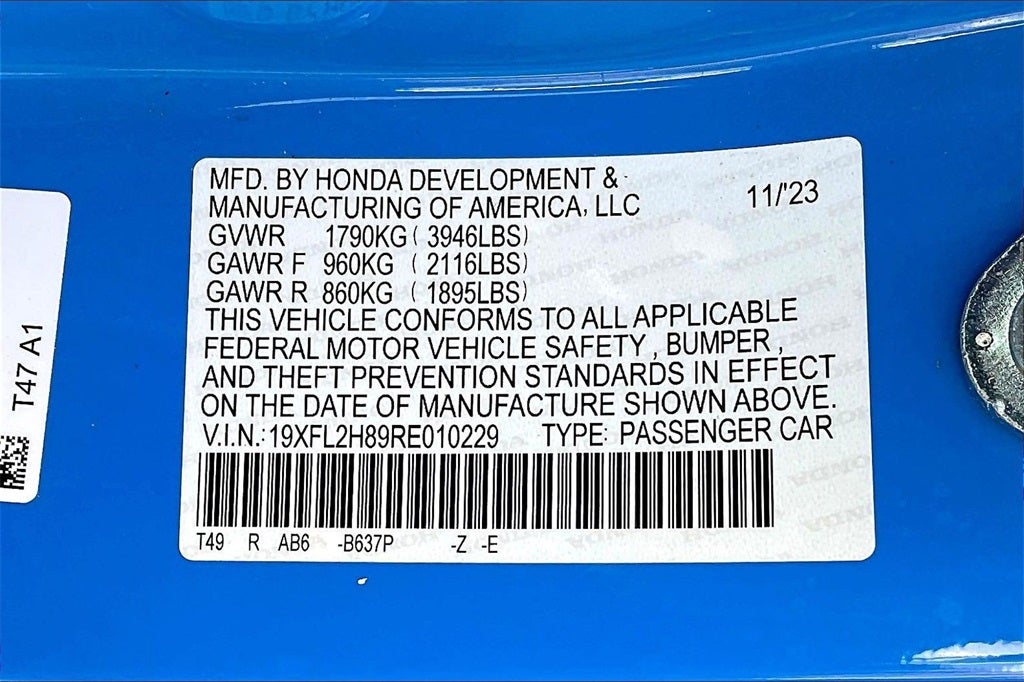 MFD. BY HONDA DEVELOPMENT &
MANUFACTURING OF AMERICA, LLC 11/'23
GVWR 1790KG ( 3946LBS)
GAWR F 960KG ( 2116LBS)
GAWR R 860KG ( 1895LBS)
THIS VEHICLE CONFORMS TO ALL APPLICABLE
FEDERAL MOTOR VEHICLE SAFETY , BUMPER ,
AND THEFT PREVENTION STANDARDS IN EFFECT
ON THE DATE OF MANUFACTURE SHOWN ABOVE.
V.I.N.: 19XFL2H89RE010229 TYPE: PASSENGER CAR
T49 R AB6 -B637P -Z -E
T47 A1